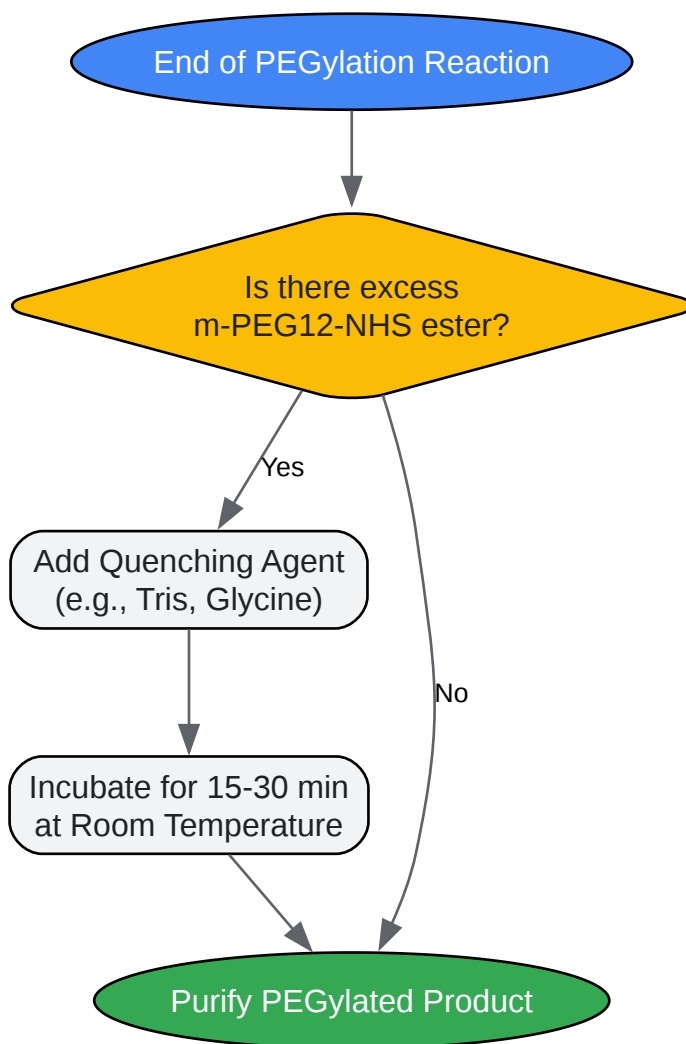 End of PEGylation Reaction
Is there excess
m-PEG12-NHS ester?
Yes
Add Quenching Agent
(e.g., Tris, Glycine)
No
Incubate for 15-30 min
at Room Temperature
Purify PEGylated Product